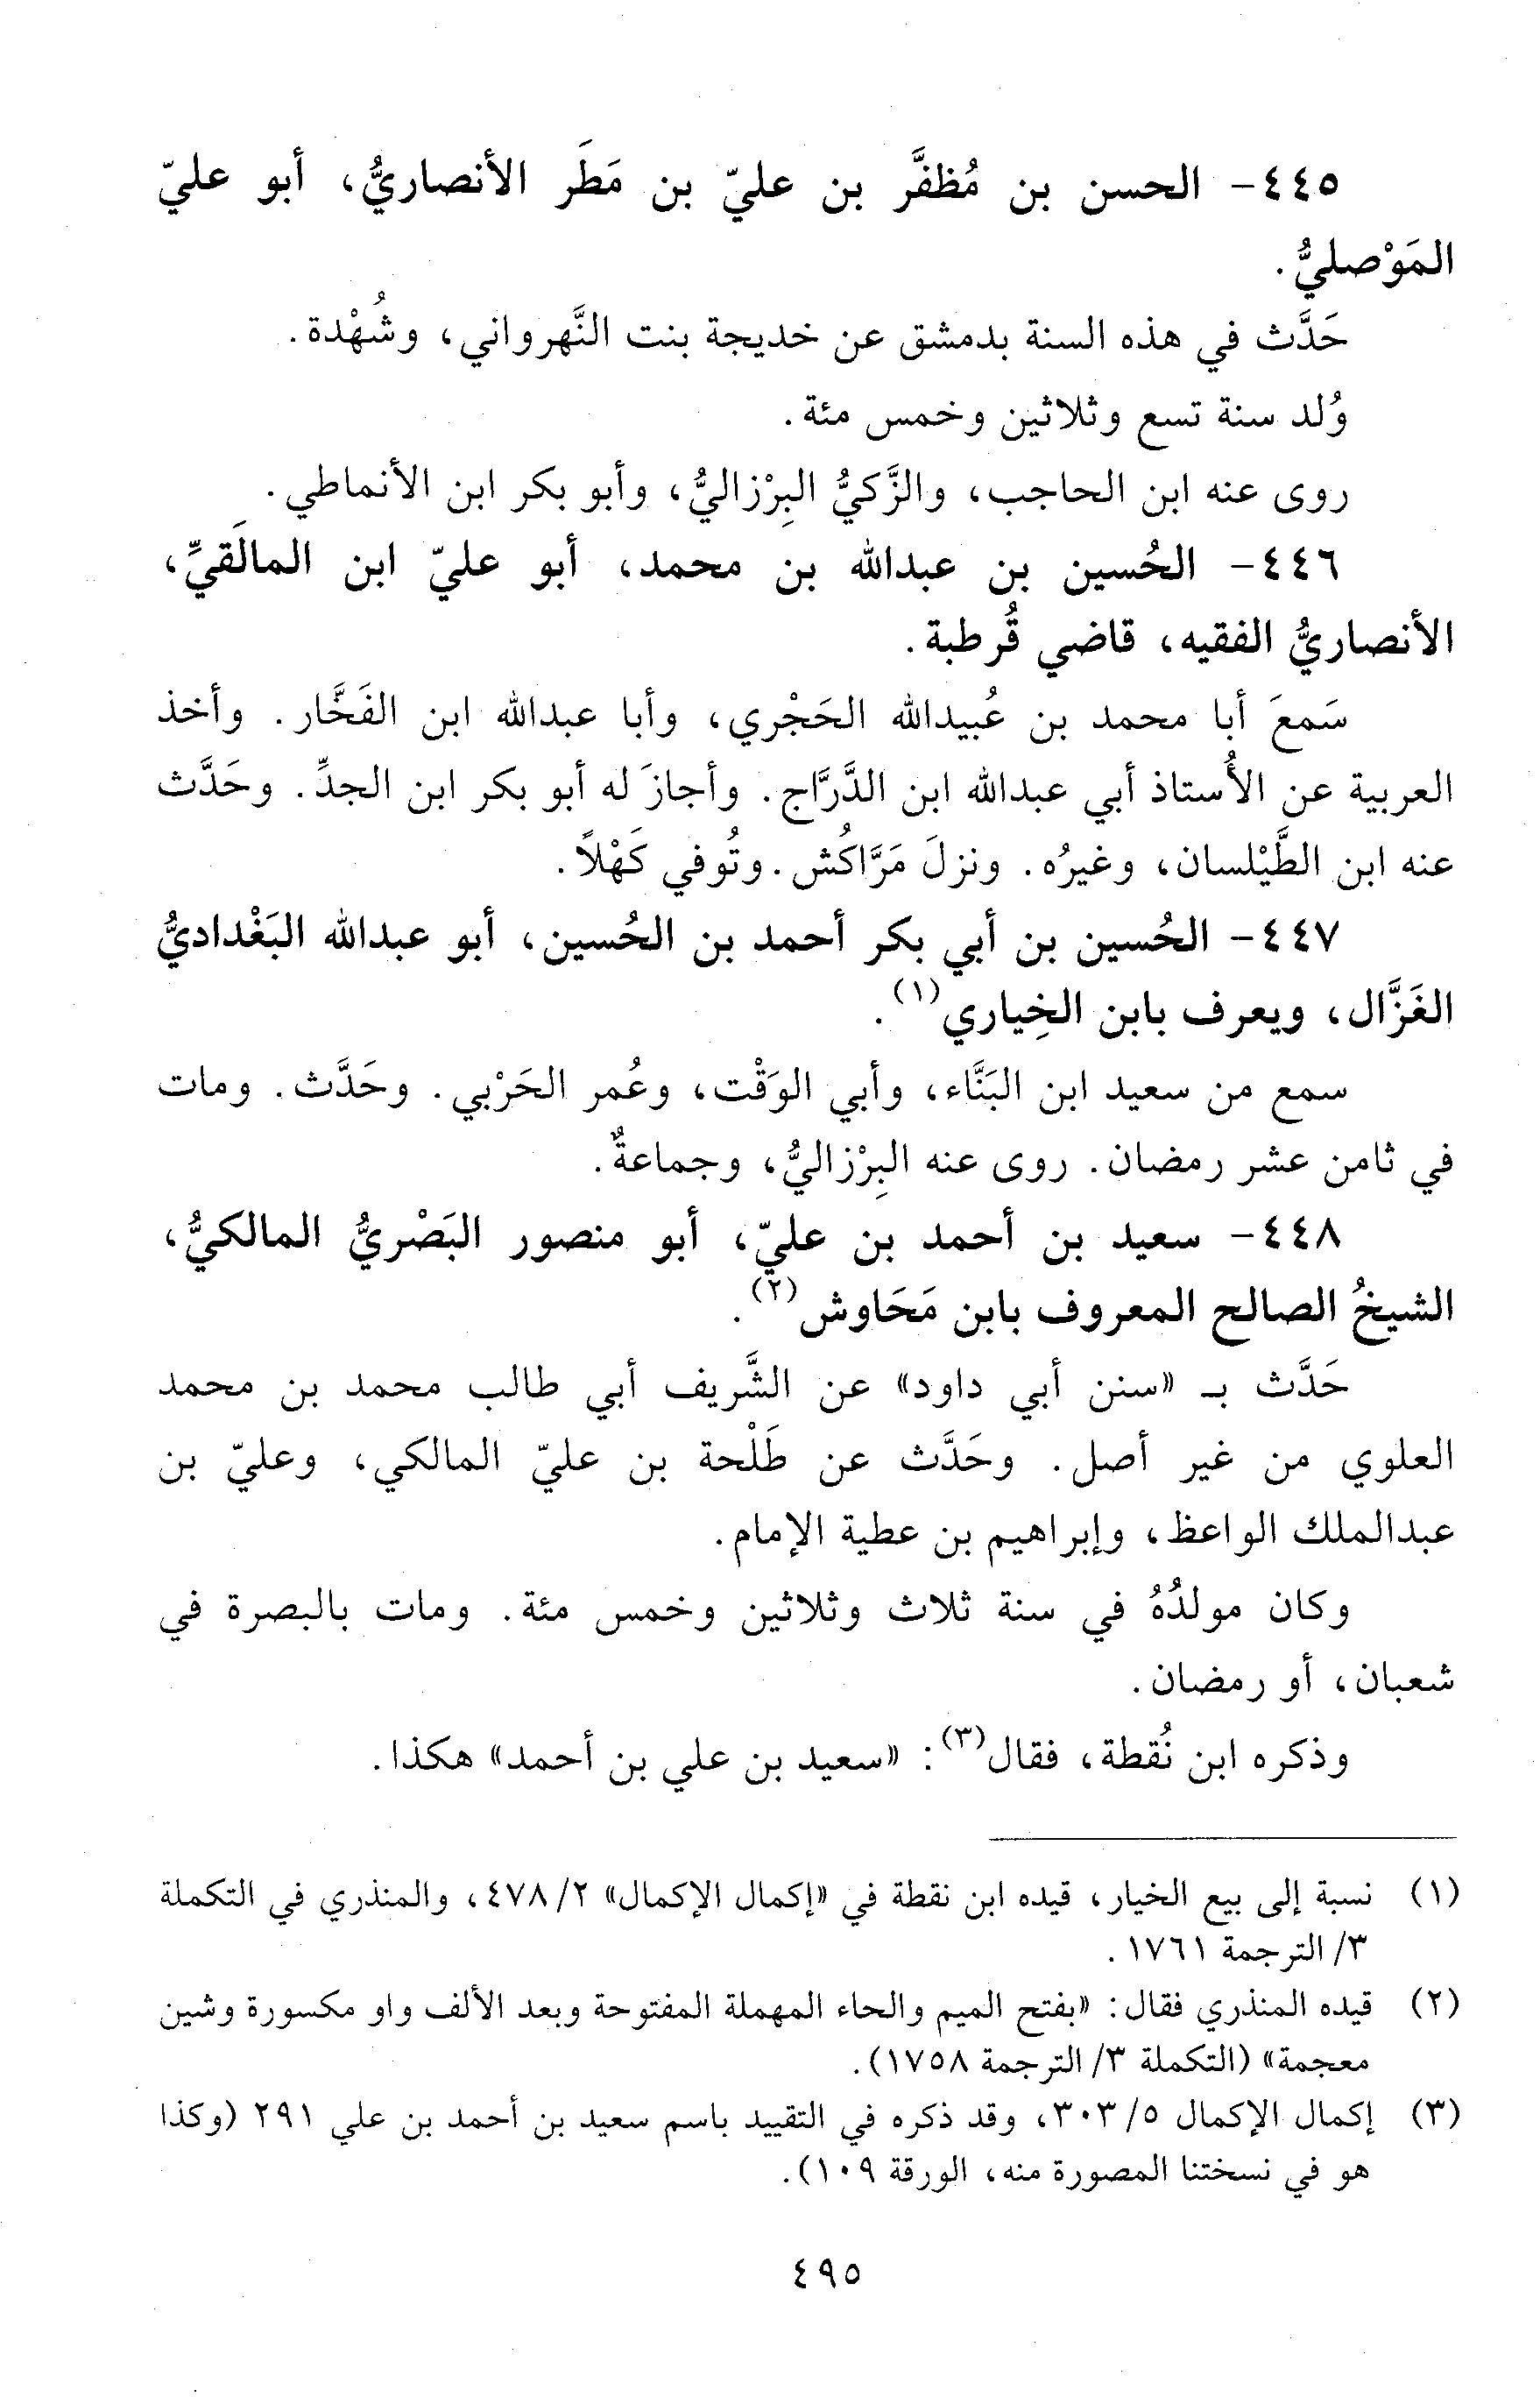 ٤٤٥- الحسن بن مُظفَّر بن عليّ بن مَطَر الأنصاريُّ، أبو عليّ
المَوْصليُّ.
حَدَّث في هذه السنة بدمشق عن خديجة بنت النَّهرواني، وشُهْدة.
وُلد سنة تسع وثلاثين وخمس مئة.
روى عنه ابن الحاجب، والزَّكيُّ البِرْزاليُّ، وأبو بكر ابن الأنماطي.
٤٤٦- الحُسين بن عبدالله بن محمد، أبو عليّ ابن المالَقيِّ،
الأنصاريُّ الفقيه، قاضي قُرطبة.
سَمعَ أبا محمد بن عُبيدالله الحَجْري، وأبا عبدالله ابن الفَخَّار. وأخذ
العربية عن الأُستاذ أبي عبدالله ابن الدَّرَّاج. وأجازَ له أبو بكر ابن الجدِّ. وحَدَّث
عنه ابن الطَّيْلسان، وغيرُه. ونزلَ مَرَّاكُش. وتُوفي كَهْلاً.
٤٤٧- الحُسين بن أبي بكر أحمد بن الحُسين، أبو عبدالله البَغْداديُّ
الغَزَّال، ويعرف بابن الخِياري(١).
سمع من سعيد ابن البَنَّاء، وأبي الوَقْت، وعُمر الحَرْبي. وحَدَّث. ومات
في ثامن عشر رمضان. روى عنه البِرْزاليُّ، وجماعةٌ.
٤٤٨- سعيد بن أحمد بن عليّ، أبو منصور البَصْريُّ المالكيُّ،
الشيخُ الصالح المعروف بابن مَحَاوش(٢).
حَدَّث بـ «سنن أبي داود» عن الشَّريف أبي طالب محمد بن محمد
العلوي من غير أصل. وحَدَّث عن طَلْحة بن عليّ المالكي، وعليّ بن
عبدالملك الواعظ، وإبراهيم بن عطية الإمام.
وكان مولدُهُ في سنة ثلاث وثلاثين وخمس مئة. ومات بالبصرة في
شعبان، أو رمضان.
وذكره ابن نُقطة، فقال(٣): «سعيد بن علي بن أحمد» هكذا.
(١) نسبة إلى بيع الخيار، قيده ابن نقطة في «إكمال الإكمال» ٢/ ٤٧٨، والمنذري في التكملة
٣/ الترجمة ١٧٦١.
(٢) قيده المنذري فقال: «بفتح الميم والحاء المهملة المفتوحة وبعد الألف واو مكسورة وشين
معجمة» (التكملة ٣/ الترجمة ١٧٥٨).
(٣) إكمال الإكمال ٥/ ٣٠٣، وقد ذكره في التقييد باسم سعيد بن أحمد بن علي ٢٩١ (وكذا
هو في نسختنا المصورة منه، الورقة ١٠٩).
٤٩٥